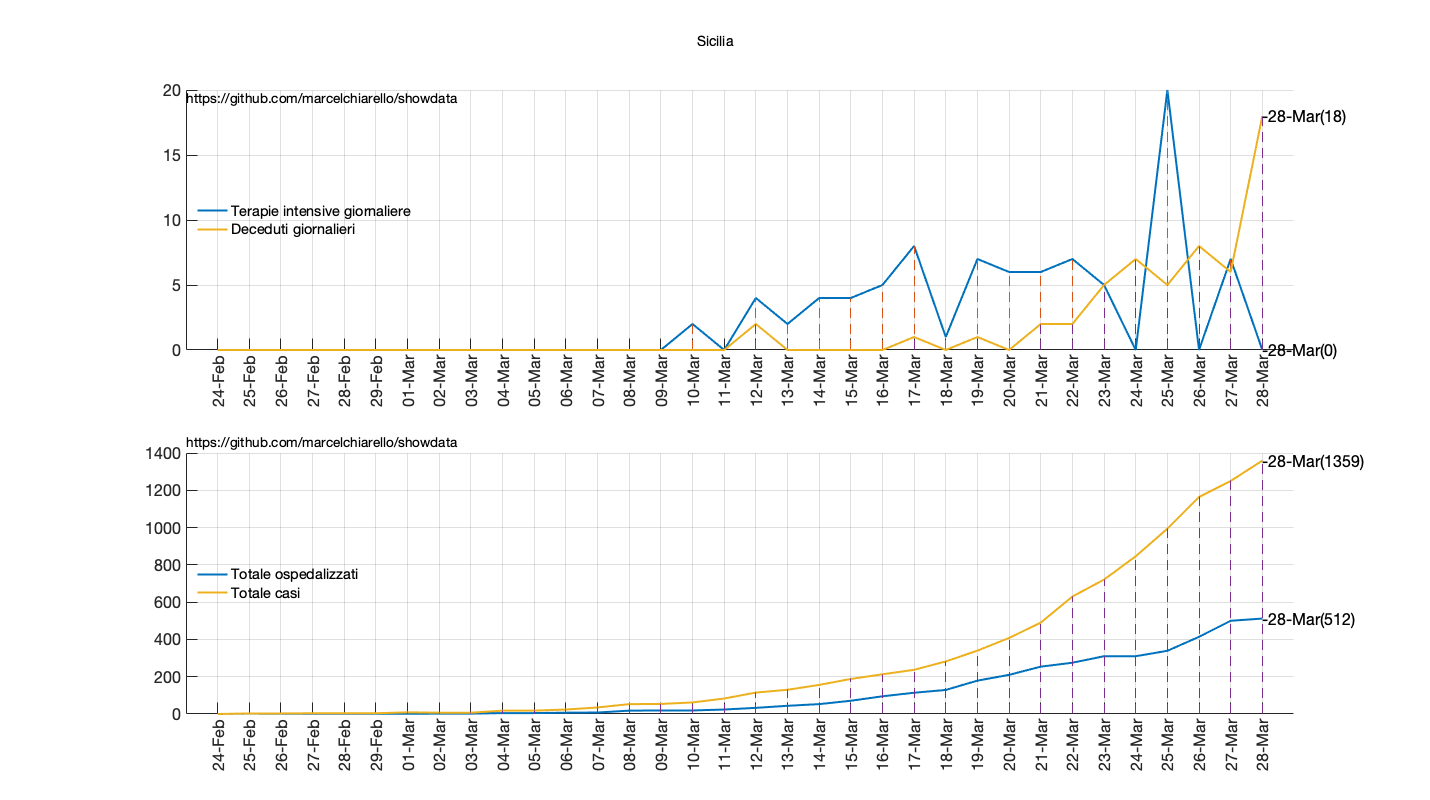 Sicilia
20
https://github.com/marcelchiarello/showdata
-28-Mar(18)
15
Terapie intensive giornaliere
10
Deceduti giornalieri
5
0
-28-Mar(0)
24-Feb 25-Feb 26-Feb 27-Feb 28-Feb 29-Feb 01-Mar 02-Mar 03-Mar 04-Mar 05-Mar 06-Mar 07-Mar 08-Mar 09-Mar 10-Mar 11-Mar 12-Mar 13-Mar 14-Mar 15-Mar 16-Mar 17-Mar 18-Mar 19-Mar 20-Mar 21-Mar 22-Mar 23-Mar 24-Mar 25-Mar 26-Mar 27-Mar 28-Mar
https://github.com/marcelchiarello/showdata
1400
-28-Mar(1359)
1200
1000
800
Totale ospedalizzati
Totale casi
600
-28-Mar(512)
400
200
0
24-Feb 25-Feb 26-Feb 27-Feb 28-Feb 29-Feb 01-Mar 02-Mar 03-Mar 04-Mar 05-Mar 06-Mar 07-Mar 08-Mar 09-Mar 10-Mar 11-Mar 12-Mar 13-Mar 14-Mar 15-Mar 16-Mar 17-Mar 18-Mar 19-Mar 20-Mar 21-Mar 22-Mar 23-Mar 24-Mar 25-Mar 26-Mar 27-Mar 28-Mar